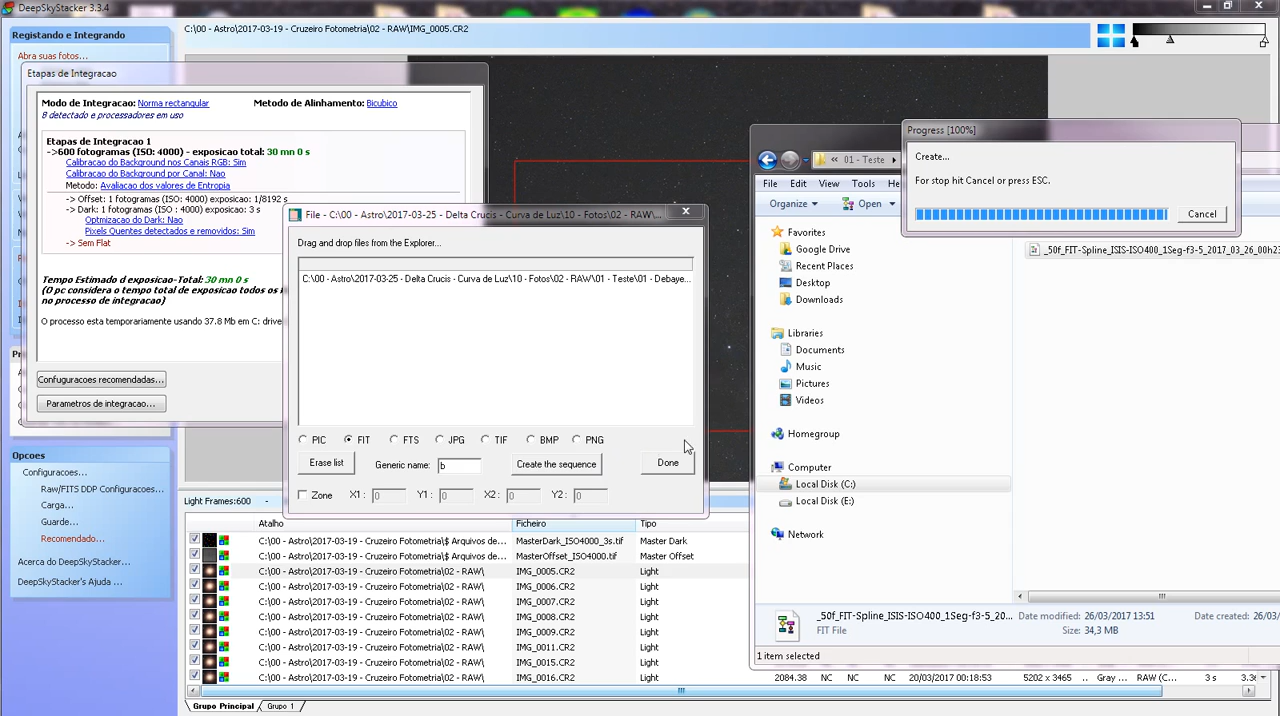 DeepSkyStacker 3.3.4
Registando e Integrando
Abra suas fotos...
C:\00 - Astro\2017-03-19 - Cruzeiro Fotometria\02 - RAW\IMG_0005.CR2
Etapas de Integracao
Modo de Integracao: Norma rectangular
Metodo de Alinhamento: Bicubico
8 detectado e processadores em uso
Etapas de Integracao 1
->600 fotogramas (ISO: 4000) - exposicao total: 30 mn 0 s
Calibracao do Background nos Canais RGB: Sim
Calibracao do Background por Canal: Nao
Metodo: Avaliacao dos valores de Entropia
-> Offset: 1 fotogramas (ISO: 4000) exposicao: 1/8192 s
-> Dark: 1 fotogramas (ISO: 4000) exposicao: 3 s
Optmizacao do Dark: Nao
Pixels Quentes detectados e removidos: Sim
-> Sem Flat
Tempo Estimado d exposicao-Total: 30 mn 0 s
(O pc considera o tempo total de exposicao todos os
no processo de integracao)
O processo esta temporariamente usando 37.8 Mb em C: drive
Confuguracoes recomendadas...
Parametros de integracao...
Opcoes
Configuracoes...
Raw/FITS DDP Configuracoes...
Carga...
Guarde...
Recomendado...
Acerca do DeepSkyStacker...
DeepSkyStacker's Ajuda ...
File - C:\00 - Astro\2017-03-25 - Delta Crucis - Curva de Luz\10 - Fotos\02 - RAW\...
Drag and drop files from the Explorer...
C:\00 - Astro\2017-03-25 - Delta Crucis - Curva de Luz\10 - Fotos\02 - RAW\01 - Teste\01 - Debaye...
PIC FIT FTS JPG TIF BMP PNG
Erase list
Generic name: b
Create the sequence
Done
Zone X1: 0 Y1: 0 X2: 0 Y2: 0
Progress [100%]
Create...
For stop hit Cancel or press ESC.
Cancel
« 01 - Teste
File Edit View Tools
Organize Open
Favorites
Google Drive
Recent Places
Desktop
Downloads
Libraries
Documents
Music
Pictures
Videos
Homegroup
Computer
Local Disk (C:)
Local Disk (E:)
Network
_50f_FIT-Spline_ISIS-ISO400_1Seg-f3-5_2017_03_26_00h23
_50f_FIT-Spline_ISIS-ISO400_1Seg-f3-5_20... Date modified: 26/03/2017 13:51 Date created: 26/03/
FIT File Size: 34,3 MB
1 item selected
Light Frames:600 -
Atalho Ficheiro Tipo
C:\00 - Astro\2017-03-19 - Cruzeiro Fotometria\$ Arquivos de... MasterDark_ISO4000_3s.tif Master Dark
C:\00 - Astro\2017-03-19 - Cruzeiro Fotometria\$ Arquivos de... MasterOffset_ISO4000.tif Master Offset
C:\00 - Astro\2017-03-19 - Cruzeiro Fotometria\02 - RAW\ IMG_0005.CR2 Light
C:\00 - Astro\2017-03-19 - Cruzeiro Fotometria\02 - RAW\ IMG_0006.CR2 Light
C:\00 - Astro\2017-03-19 - Cruzeiro Fotometria\02 - RAW\ IMG_0007.CR2 Light
C:\00 - Astro\2017-03-19 - Cruzeiro Fotometria\02 - RAW\ IMG_0008.CR2 Light
C:\00 - Astro\2017-03-19 - Cruzeiro Fotometria\02 - RAW\ IMG_0009.CR2 Light
C:\00 - Astro\2017-03-19 - Cruzeiro Fotometria\02 - RAW\ IMG_0011.CR2 Light
C:\00 - Astro\2017-03-19 - Cruzeiro Fotometria\02 - RAW\ IMG_0015.CR2 Light
C:\00 - Astro\2017-03-19 - Cruzeiro Fotometria\02 - RAW\ IMG_0016.CR2 Light 2084.38 NC NC NC 20/03/2017 00:18:53 5202 x 3465 .. Gray ... RAW (C... 3 s
Grupo Principal Grupo 1